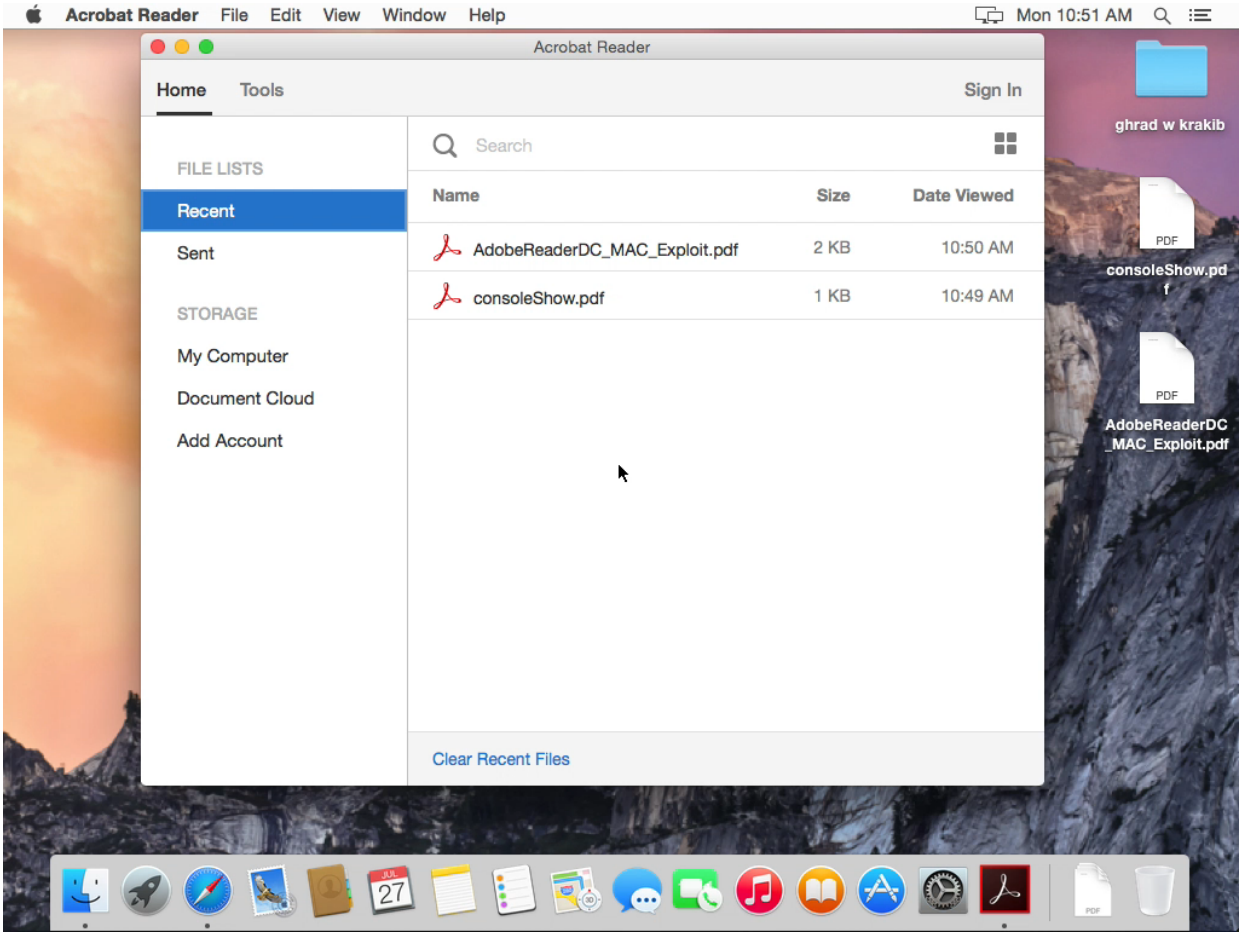 Acrobat Reader File Edit View Window Help Mon 10:51 AM
Acrobat Reader
Home Tools Sign In
Search
FILE LISTS
Recent
Sent
STORAGE
My Computer
Document Cloud
Add Account
Name Size Date Viewed
AdobeReaderDC_MAC_Exploit.pdf 2 KB 10:50 AM
consoleShow.pdf 1 KB 10:49 AM
Clear Recent Files
ghrad w krakib
PDF
consoleShow.pd
f
PDF
AdobeReaderDC
_MAC_Exploit.pdf
JUL
27
3D
PDF